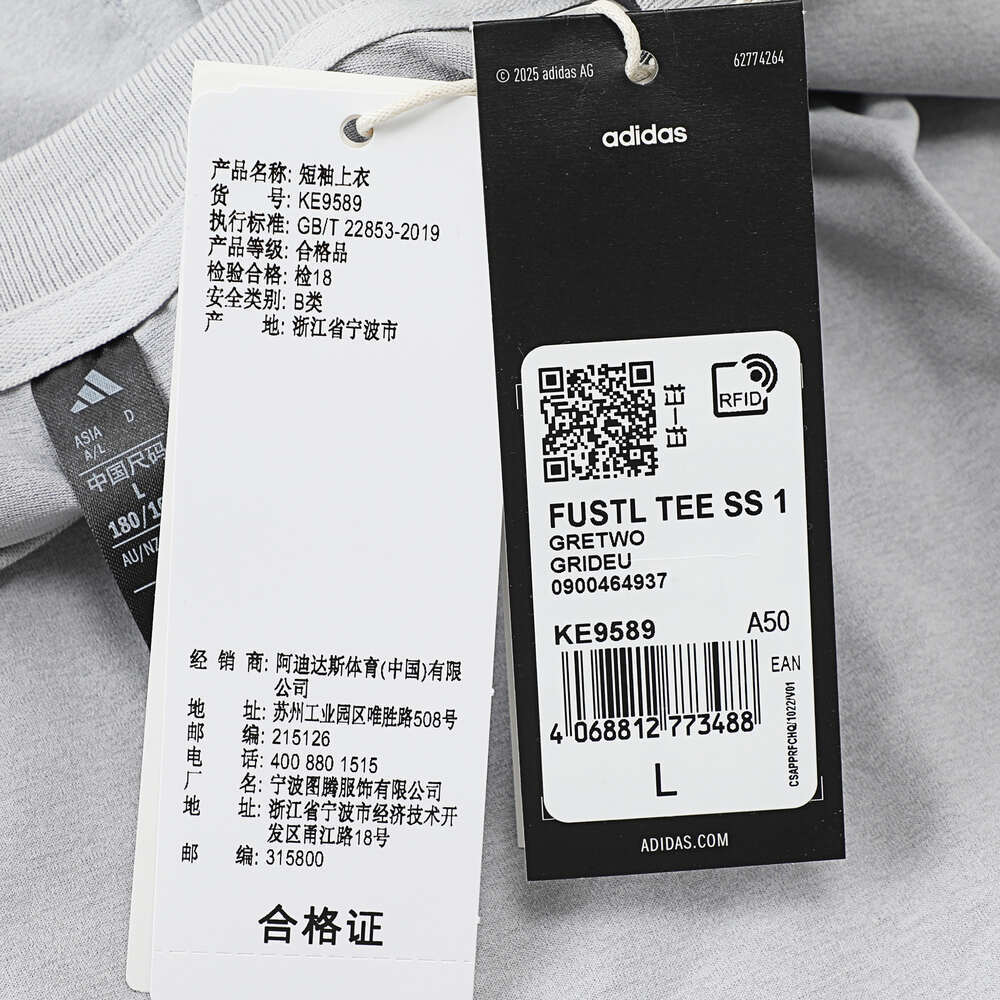 产品名称: 短袖上衣
货 号: KE9589
执行标准: GB/T 22853-2019
产品等级: 合格品
检验合格: 检18
安全类别: B类
产 地: 浙江省宁波市
经 销 商: 阿迪达斯体育(中国)有限
公司
地 址: 苏州工业园区唯胜路508号
邮 编: 215126
电 话: 400 880 1515
厂 名: 宁波图腾服饰有限公司
地 址: 浙江省宁波市经济技术开
发区甬江路18号
邮 编: 315800
合格证
© 2025 adidas AG
62774264
adidas
RFID
FUSTL TEE SS 1
GRETWO
GRIDEU
0900464937
KE9589
A50
EAN
4 068812 773488
CSAPPRFCHQ/1022/V01
L
ADIDAS.COM
ASIA D
A/L
中国尺码
L
180/1
AU/NZ